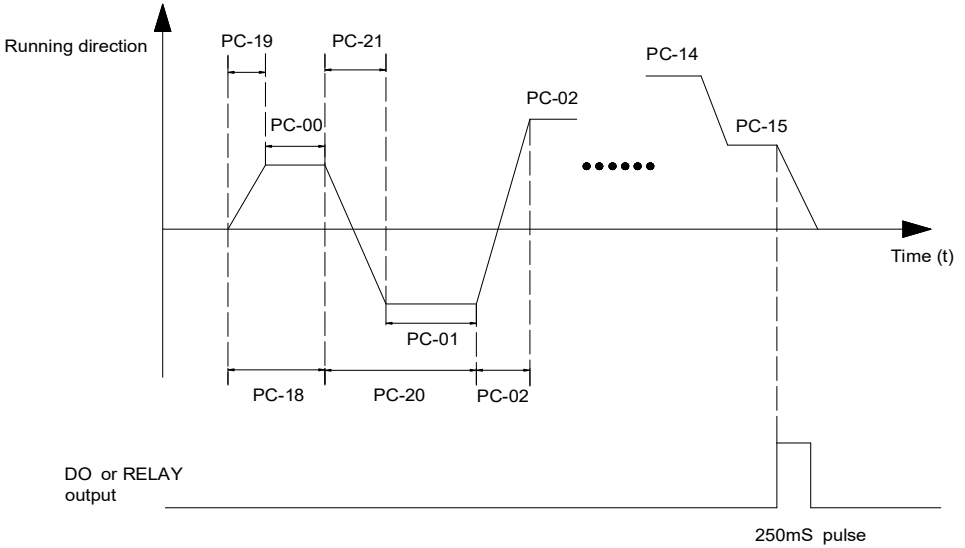 Running direction
PC-19
PC-21
PC-14
PC-02
PC-00
PC-15
Time (t)
PC-01
PC-18
PC-20
PC-02
DO or RELAY
output
250mS pulse